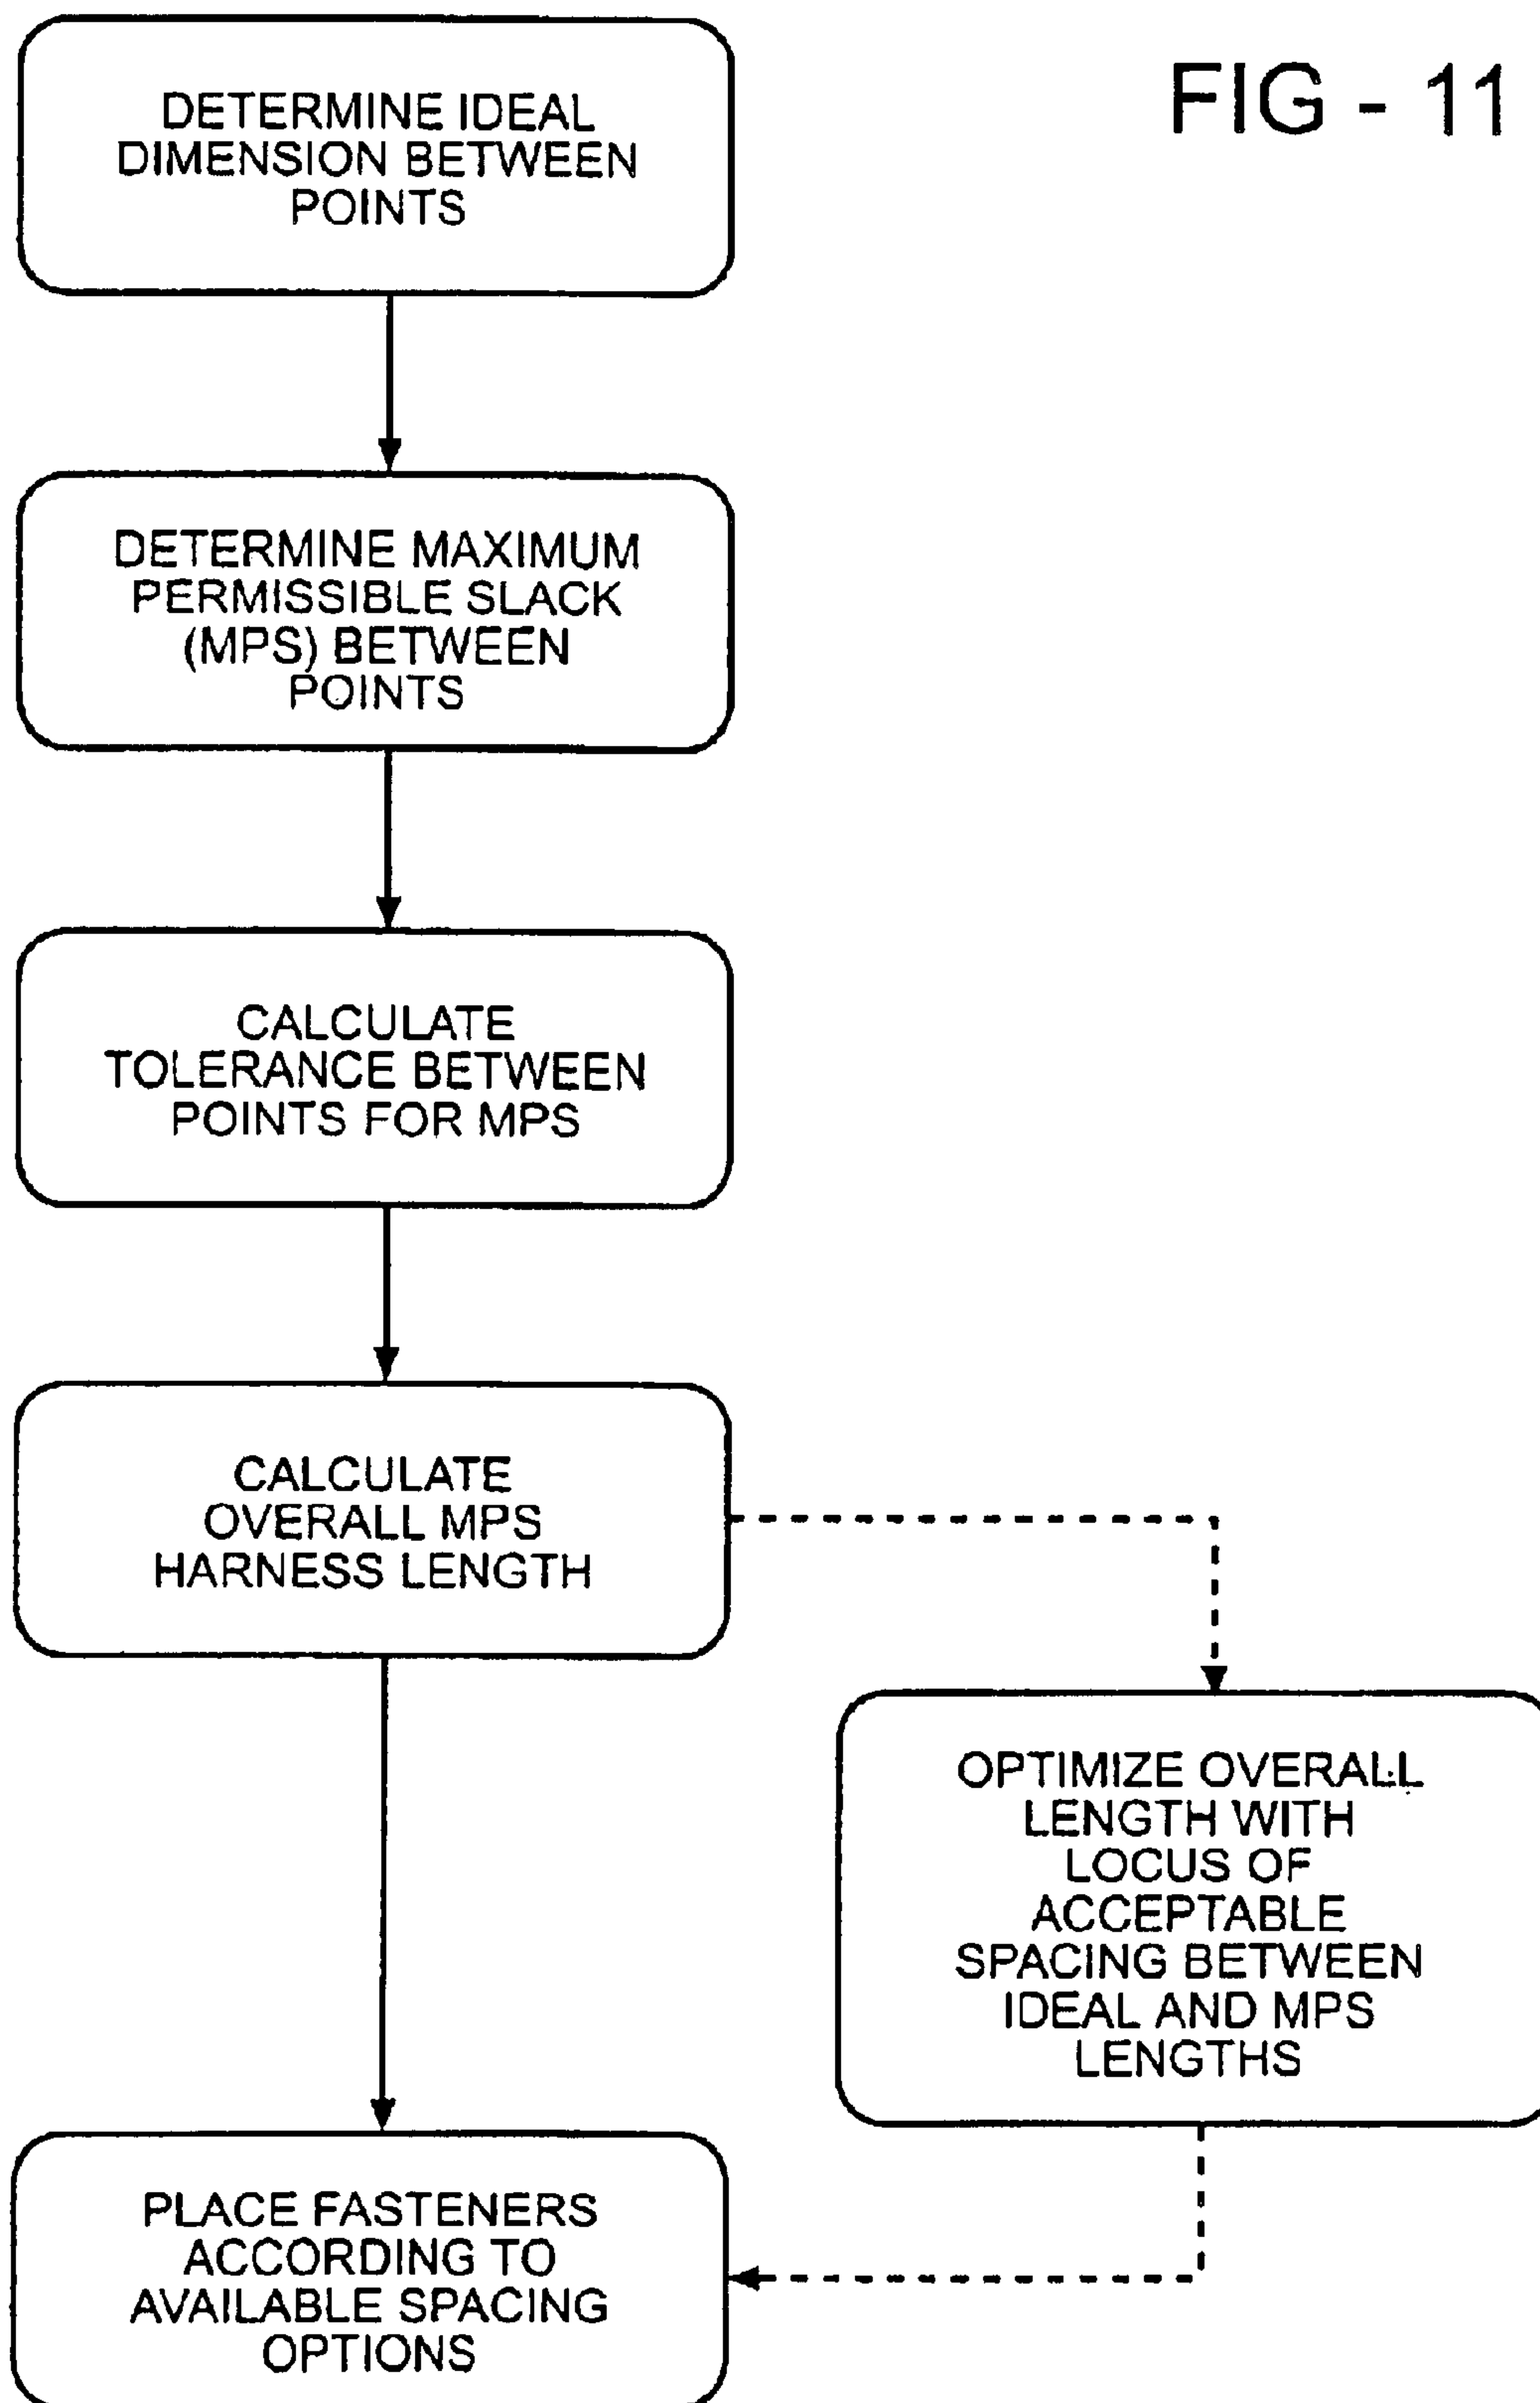 FIG - 11
DETERMINE IDEAL
DIMENSION BETWEEN
POINTS
DETERMINE MAXIMUM
PERMISSIBLE SLACK
(MPS) BETWEEN
POINTS
CALCULATE
TOLERANCE BETWEEN
POINTS FOR MPS
CALCULATE
OVERALL MPS
HARNESS LENGTH
OPTIMIZE OVERALL
LENGTH WITH
LOCUS OF
ACCEPTABLE
SPACING BETWEEN
IDEAL AND MPS
LENGTHS
PLACE FASTENERS
ACCORDING TO
AVAILABLE SPACING
OPTIONS